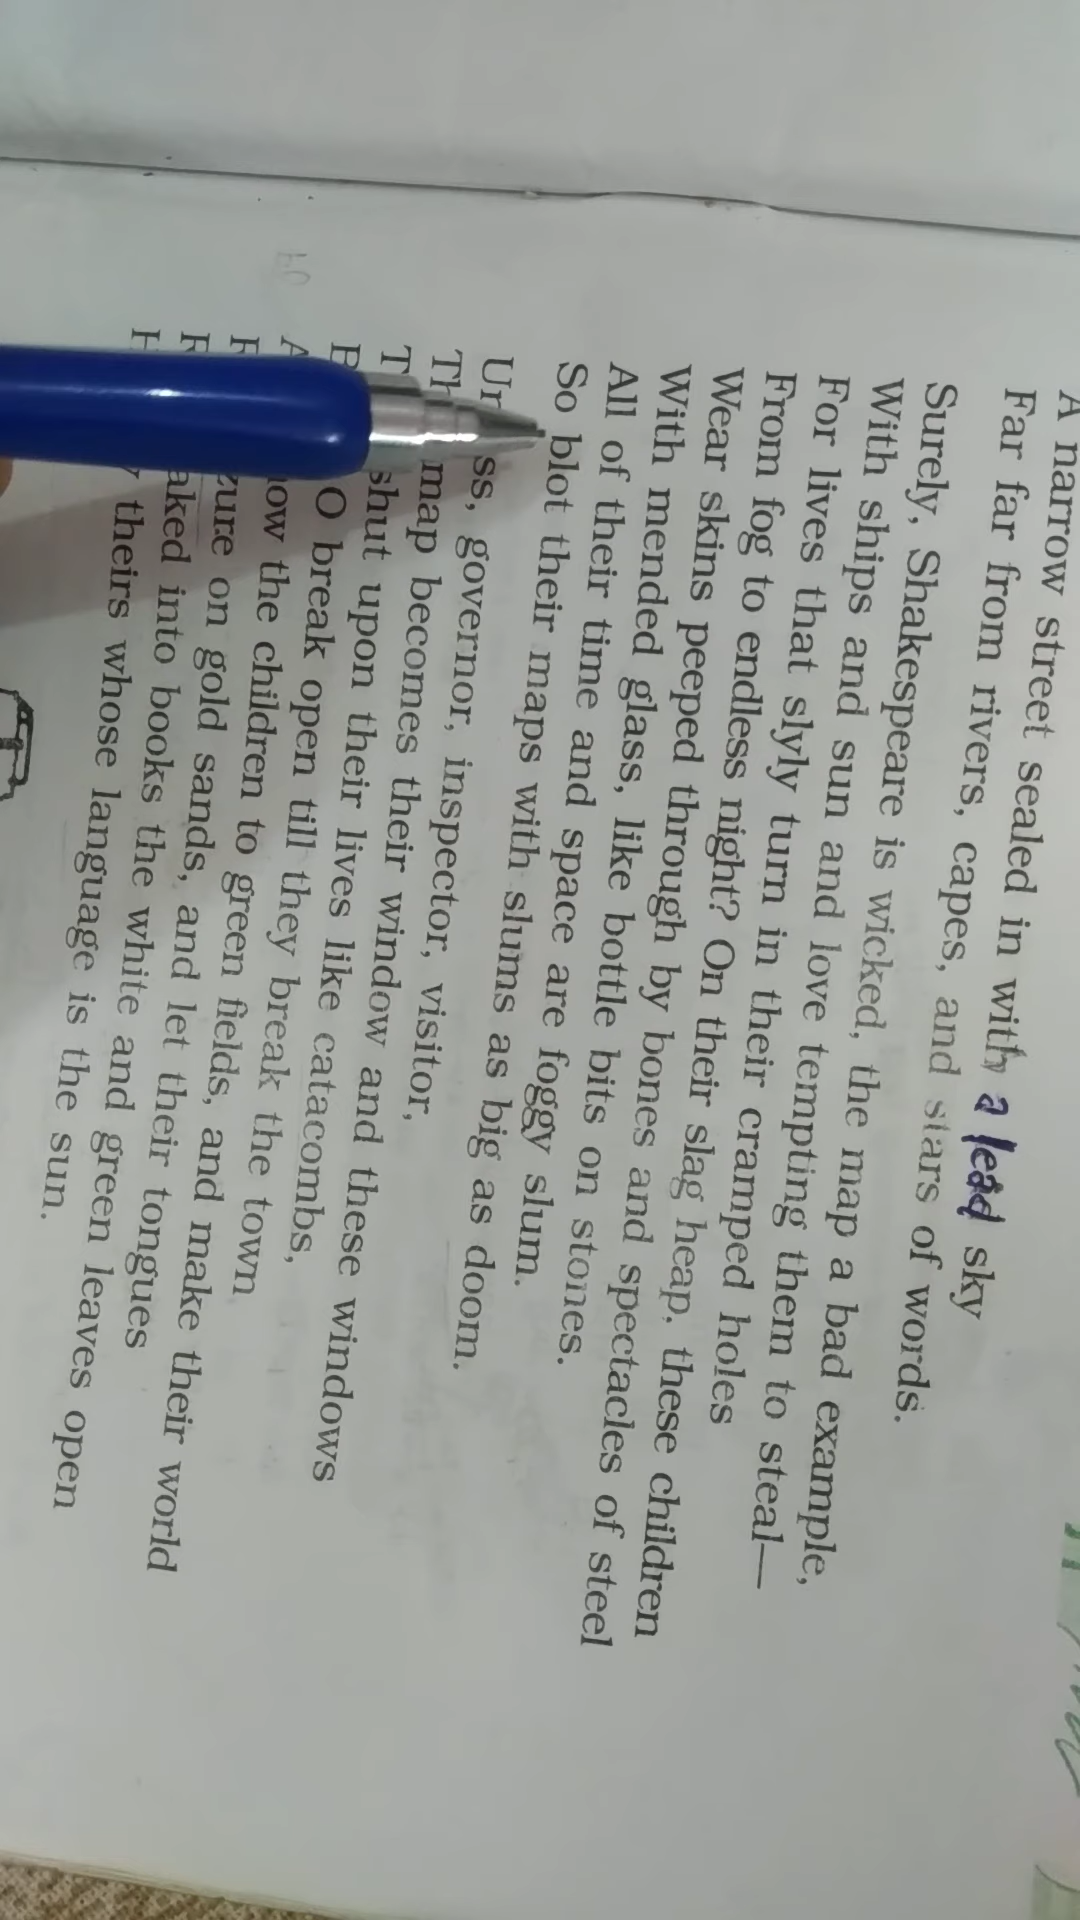 A narrow street sealed in with a lead sky
Far far from rivers, capes, and stars of words.
Surely, Shakespeare is wicked, the map a bad example,
With ships and sun and love tempting them to steal—
For lives that slyly turn in their cramped holes
From fog to endless night? On their slag heap, these children
Wear skins peeped through by bones and spectacles of steel
With mended glass, like bottle bits on stones.
All of their time and space are foggy slum.
So blot their maps with slums as big as doom.
governor, inspector, visitor,
map becomes their window and these windows
shut upon their lives like catacombs,
O break open till they break the town
the children to green fields, and make their world
on gold sands, and let their tongues
into books the white and green leaves open
theirs whose language is the sun.